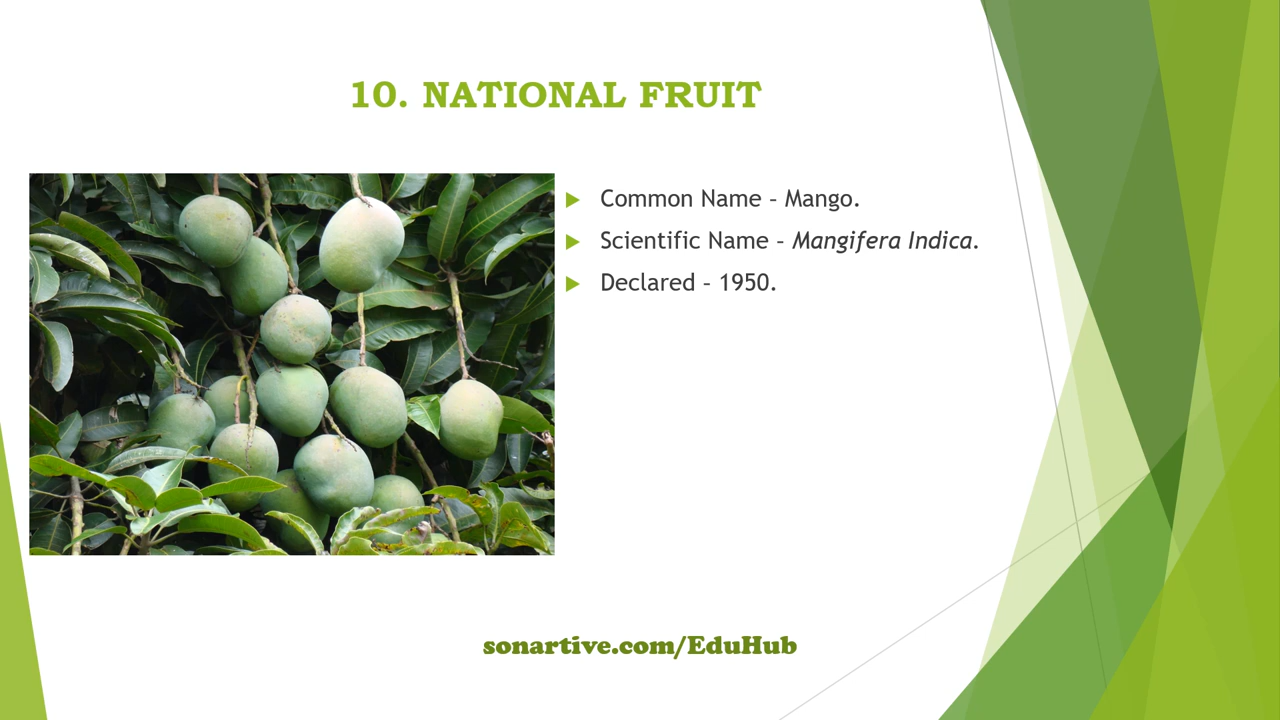 10. NATIONAL FRUIT
Common Name – Mango.
Scientific Name – Mangifera Indica.
Declared – 1950.
sonartive.com/EduHub